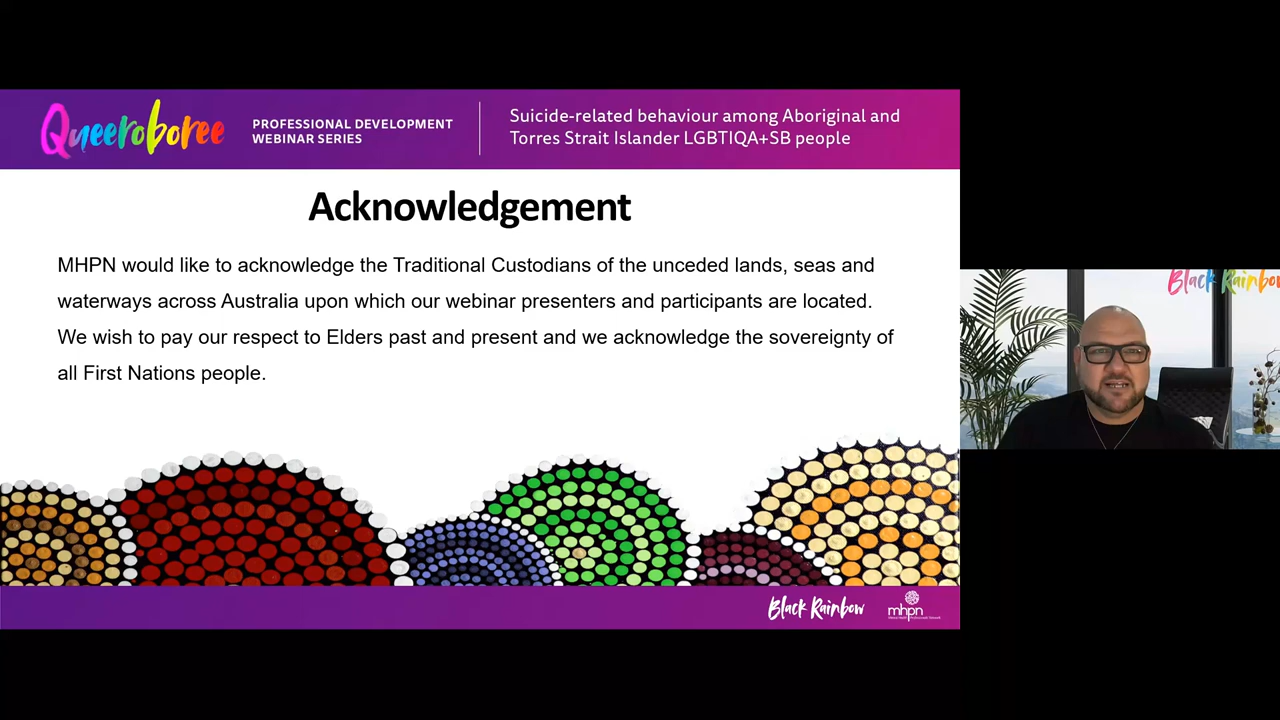 Queeroboree
PROFESSIONAL DEVELOPMENT
WEBINAR SERIES
Suicide-related behaviour among Aboriginal and
Torres Strait Islander LGBTIQA+SB people
Acknowledgement
MHPN would like to acknowledge the Traditional Custodians of the unceded lands, seas and
waterways across Australia upon which our webinar presenters and participants are located.
We wish to pay our respect to Elders past and present and we acknowledge the sovereignty of
all First Nations people.
Black Rainbow
mhpn
Black Rainbow